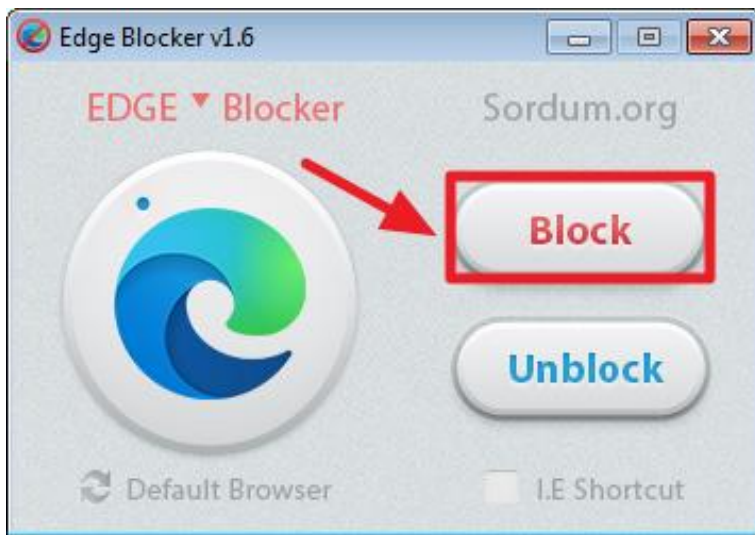 Edge Blocker v1.6
EDGE Blocker
Sordum.org
Block
Unblock
Default Browser
I.E Shortcut